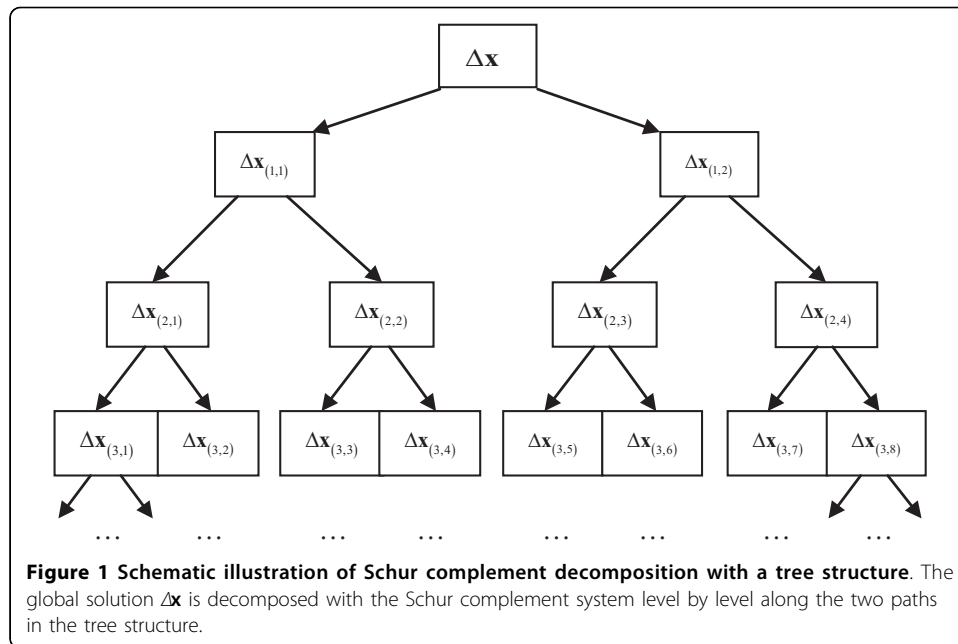 Δx
Δx(1,1) Δx(1,2)
Δx(2,1) Δx(2,2) Δx(2,3) Δx(2,4)
Δx(3,1) Δx(3,2) Δx(3,3) Δx(3,4) Δx(3,5) Δx(3,6) Δx(3,7) Δx(3,8)
… … … … … … … …
Figure 1 Schematic illustration of Schur complement decomposition with a tree structure. The
global solution Δx is decomposed with the Schur complement system level by level along the two paths
in the tree structure.